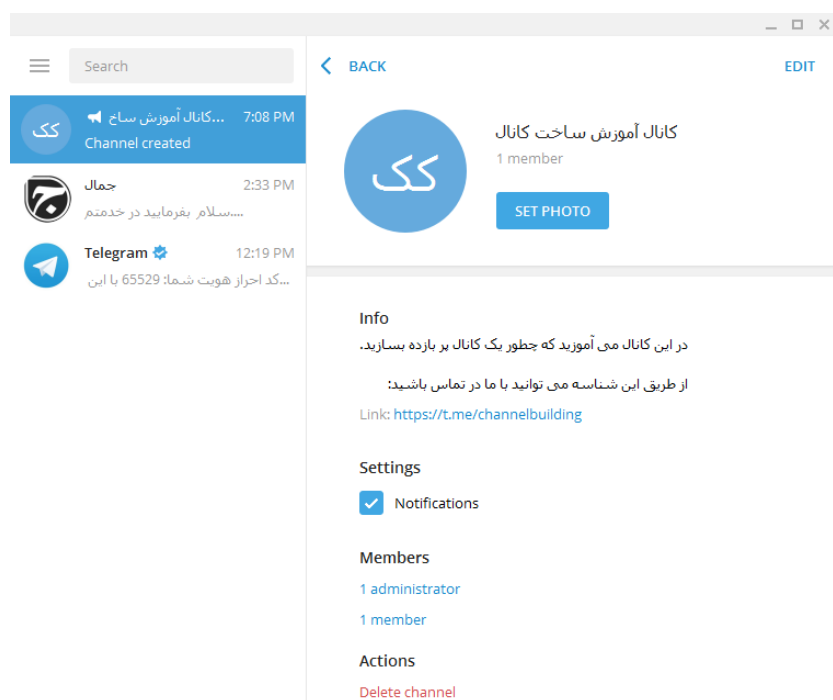 Search
BACK
EDIT
کک
کانال آموزش ساخ...
7:08 PM
Channel created
جمال
2:33 PM
سلام بفرمایید در خدمتم....
Telegram
12:19 PM
کد احراز هویت شما: 65529 با این...
کک
کانال آموزش ساخت کانال
1 member
SET PHOTO
Info
در این کانال می آموزید که چطور یک کانال پر بازده بسازید.
از طریق این شناسه می توانید با ما در تماس باشید:
Link: https://t.me/channelbuilding
Settings
Notifications
Members
1 administrator
1 member
Actions
Delete channel